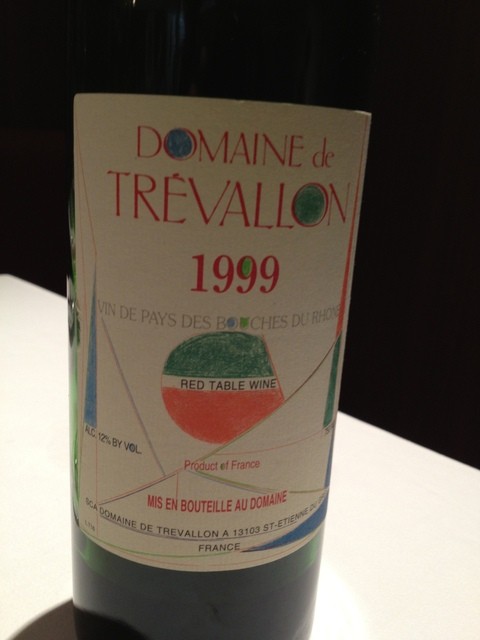 DOMAINE de
TRÉVALLON
1999
VIN DE PAYS DES BOUCHES DU RHÔNE
RED TABLE WINE
ALC. 12% BY VOL.
Product of France
MIS EN BOUTEILLE AU DOMAINE
SCA DOMAINE DE TREVALLON A 13103 ST-ETIENNE DU
FRANCE